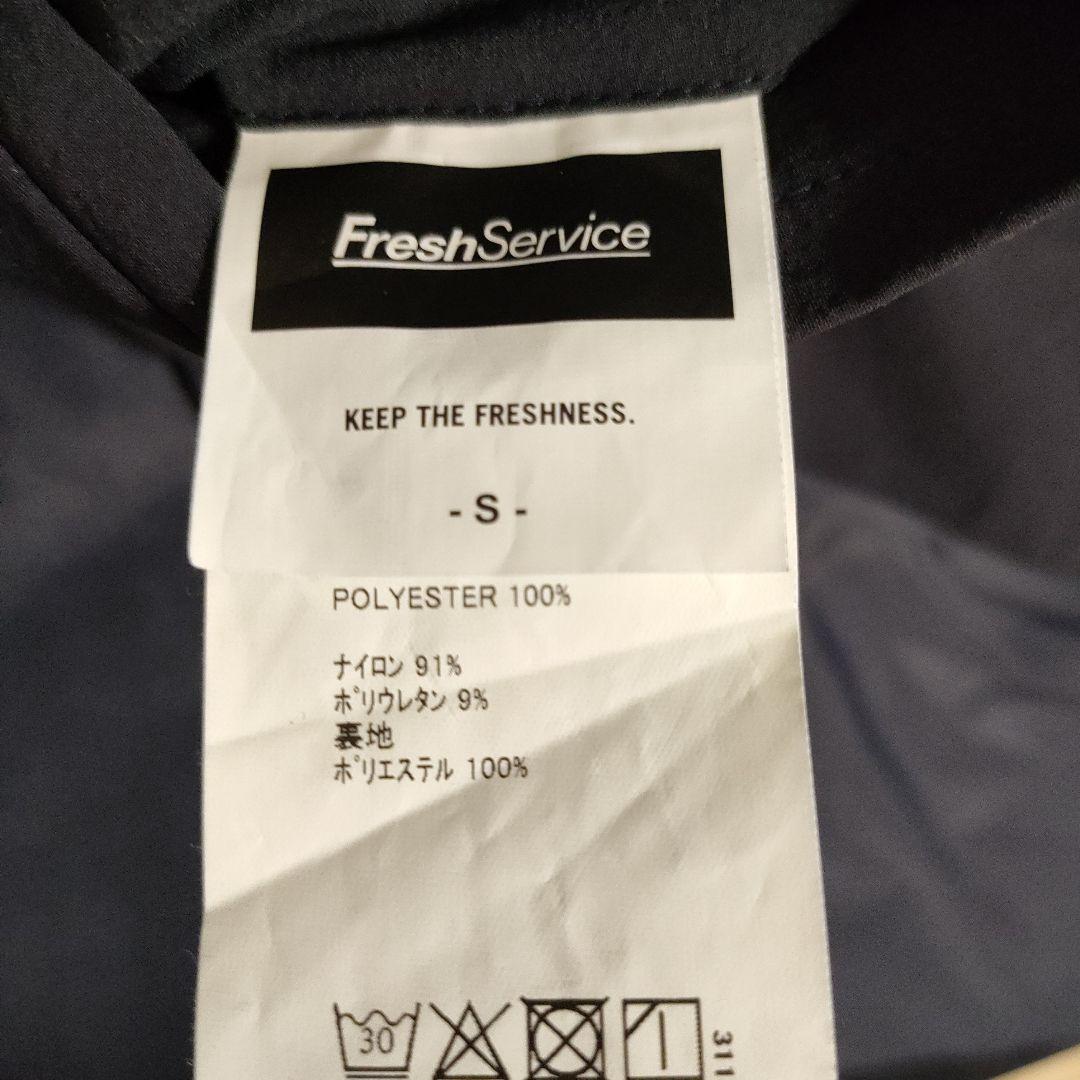 FreshService
KEEP THE FRESHNESS.
- S -
POLYESTER 100%
ナイロン 91%
ポリウレタン 9%
裏地
ポリエステル 100%
30
311